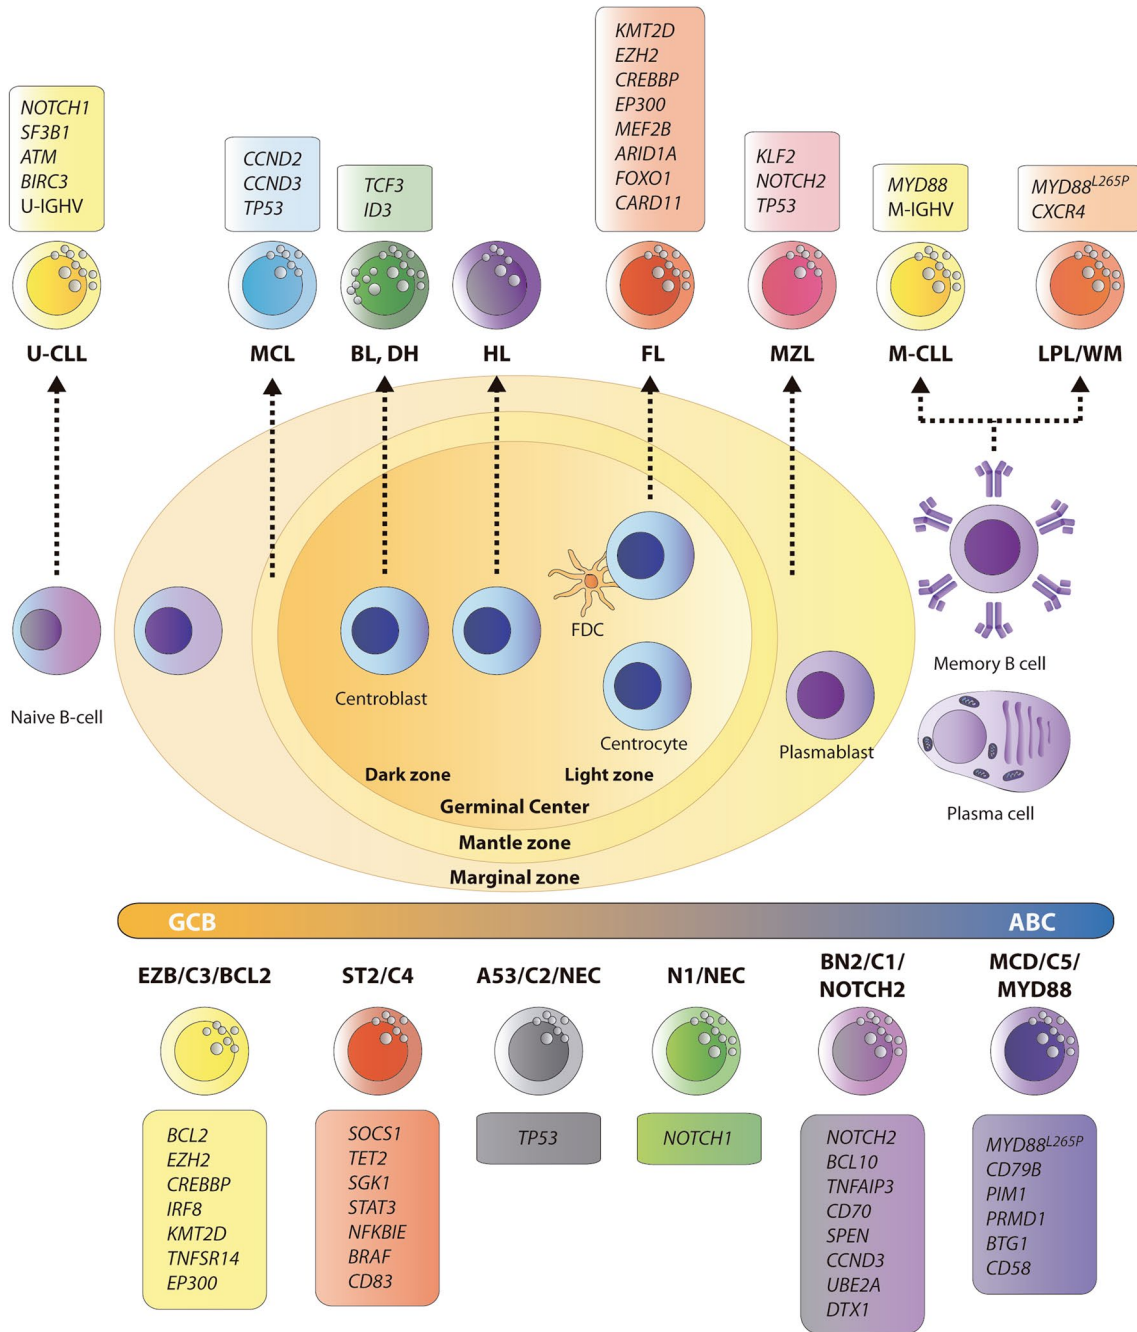 NOTCH1
SF3B1
ATM
BIRC3
U-IGHV
U-CLL
CCND2
CCND3
TP53
MCL
TCF3
ID3
BL, DH
HL
KMT2D
EZH2
CREBBP
EP300
MEF2B
ARID1A
FOXO1
CARD11
FL
KLF2
NOTCH2
TP53
MZL
MYD88
M-IGHV
M-CLL
MYD88L265P
CXCR4
LPL/WM
Naive B-cell
Centroblast
FDC
Centrocyte
Plasmablast
Memory B cell
Plasma cell
Dark zone
Light zone
Germinal Center
Mantle zone
Marginal zone
GCB
ABC
EZB/C3/BCL2
BCL2
EZH2
CREBBP
IRF8
KMT2D
TNFSR14
EP300
ST2/C4
SOCS1
TET2
SGK1
STAT3
NFKBIE
BRAF
CD83
A53/C2/NEC
TP53
N1/NEC
NOTCH1
BN2/C1/
NOTCH2
NOTCH2
BCL10
TNFAIP3
CD70
SPEN
CCND3
UBE2A
DTX1
MCD/C5/
MYD88
MYD88L265P
CD79B
PIM1
PRMD1
BTG1
CD58